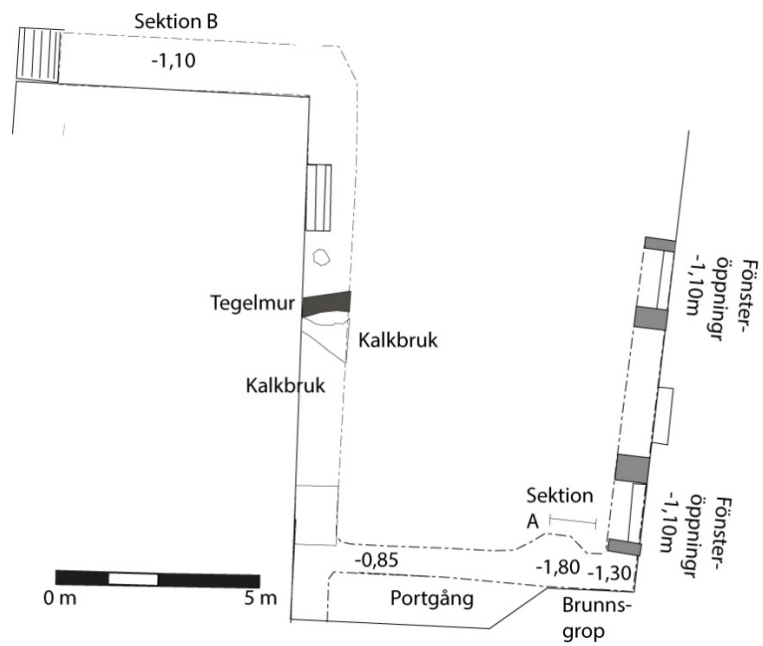 Sektion B
-1,10
Tegelmur
Kalkbruk
Kalkbruk
Fönster-
öppningr
-1,10m
Sektion
A
Fönster-
öppningr
-1,10m
-0,85
-1,80
-1,30
Portgång
Brunns-
grop
0 m
5 m